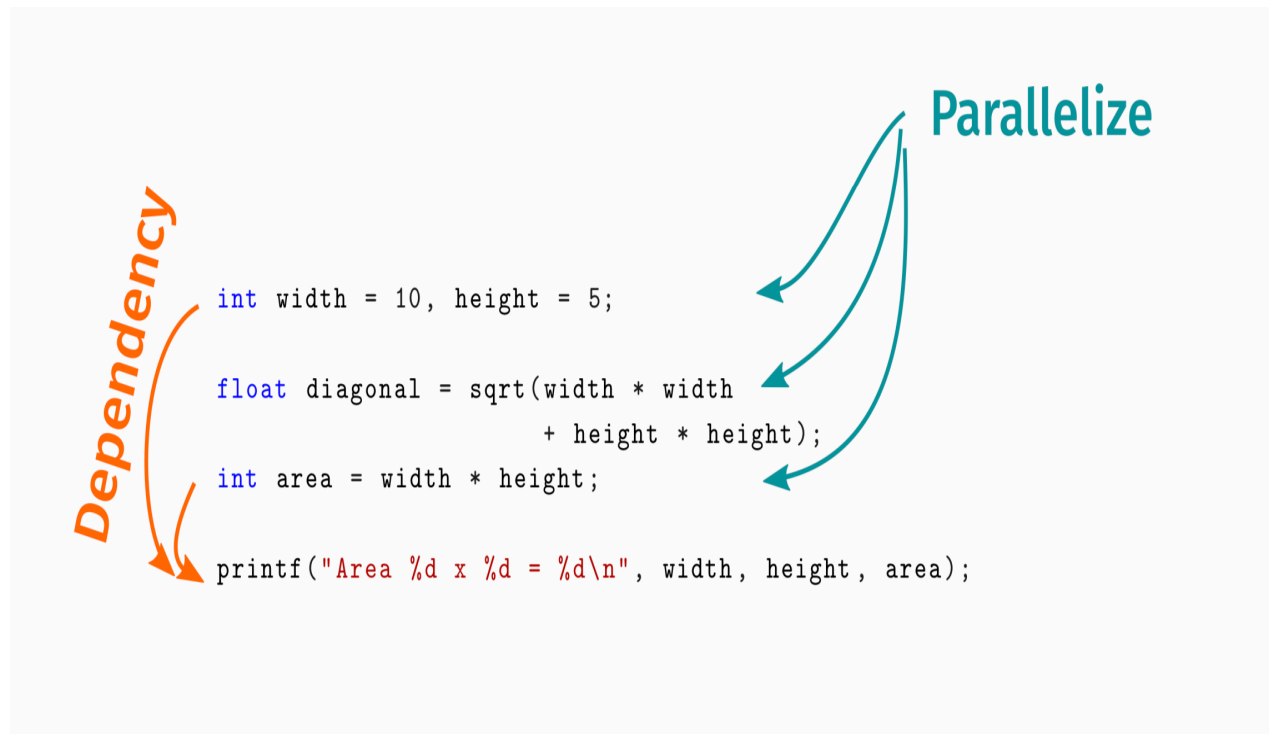 Parallelize
Dependency
int width = 10, height = 5;
float diagonal = sqrt(width * width
+ height * height);
int area = width * height;
printf("Area %d x %d = %d\n", width, height, area);